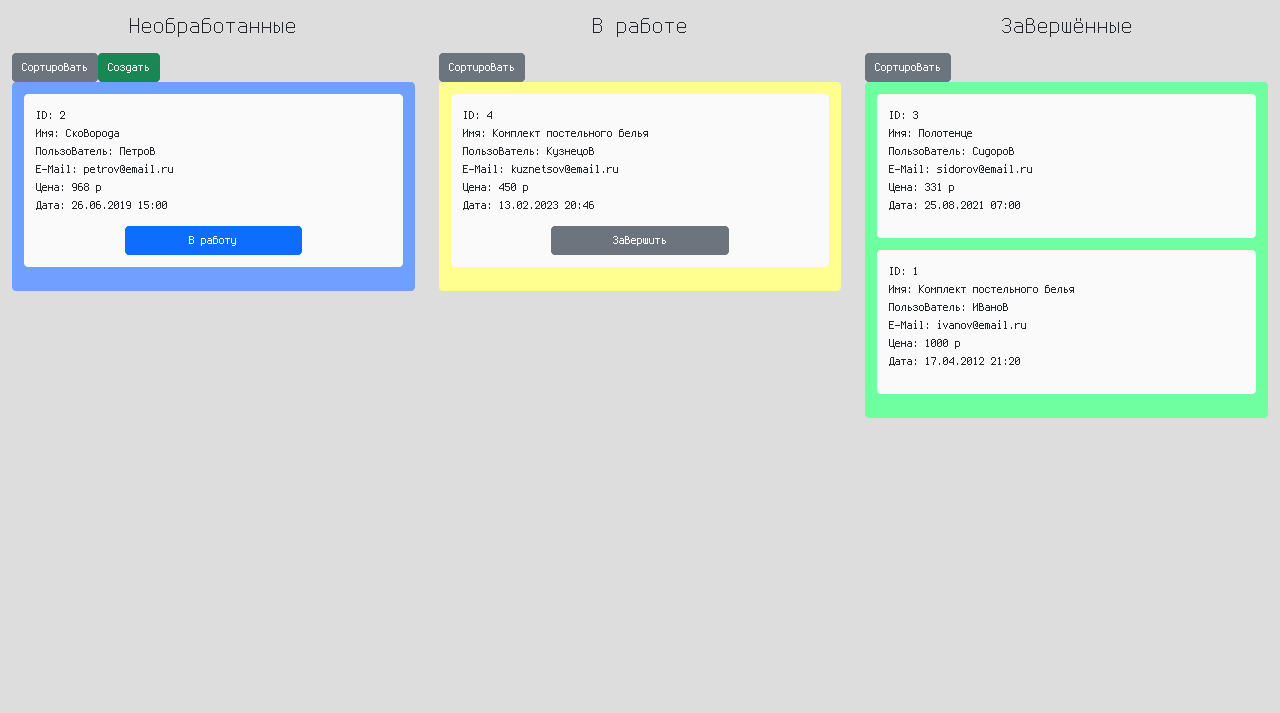 Необработанные
Сортировать Создать
ID: 2
Имя: Сковорода
Пользователь: Петров
E-Mail: petrov@email.ru
Цена: 968 р
Дата: 26.06.2019 15:00
В работу
В работе
Сортировать
ID: 4
Имя: Комплект постельного белья
Пользователь: Кузнецов
E-Mail: kuznetsov@email.ru
Цена: 450 р
Дата: 13.02.2023 20:46
Завершить
Завершённые
Сортировать
ID: 3
Имя: Полотенце
Пользователь: Сидоров
E-Mail: sidorov@email.ru
Цена: 331 р
Дата: 25.08.2021 07:00
ID: 1
Имя: Комплект постельного белья
Пользователь: Иванов
E-Mail: ivanov@email.ru
Цена: 1000 р
Дата: 17.04.2012 21:20